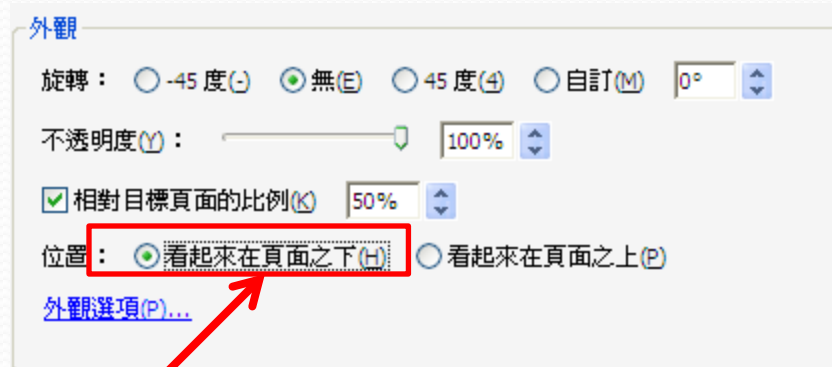 外觀
旋轉： -45 度(-) 無(E) 45 度(4) 自訂(M) 0°
不透明度(Y)： 100%
相對目標頁面的比例(K) 50%
位置： 看起來在頁面之下(H) 看起來在頁面之上(P)
外觀選項(P)...